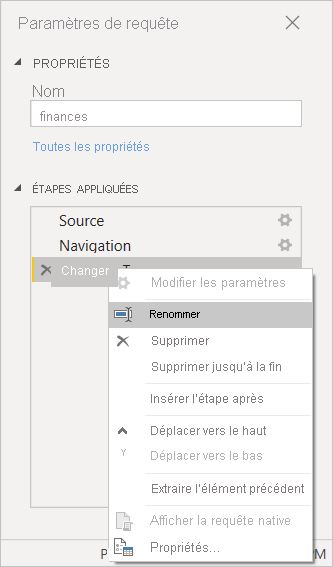 Paramètres de requête
PROPRIÉTÉS
Nom
finances
Toutes les propriétés
ÉTAPES APPLIQUÉES
Source
Navigation
Changer
Modifier les paramètres
Renommer
Supprimer
Supprimer jusqu'à la fin
Insérer l'étape après
Déplacer vers le haut
Déplacer vers le bas
Extraire l'élément précédent
Afficher la requête native
Propriétés...